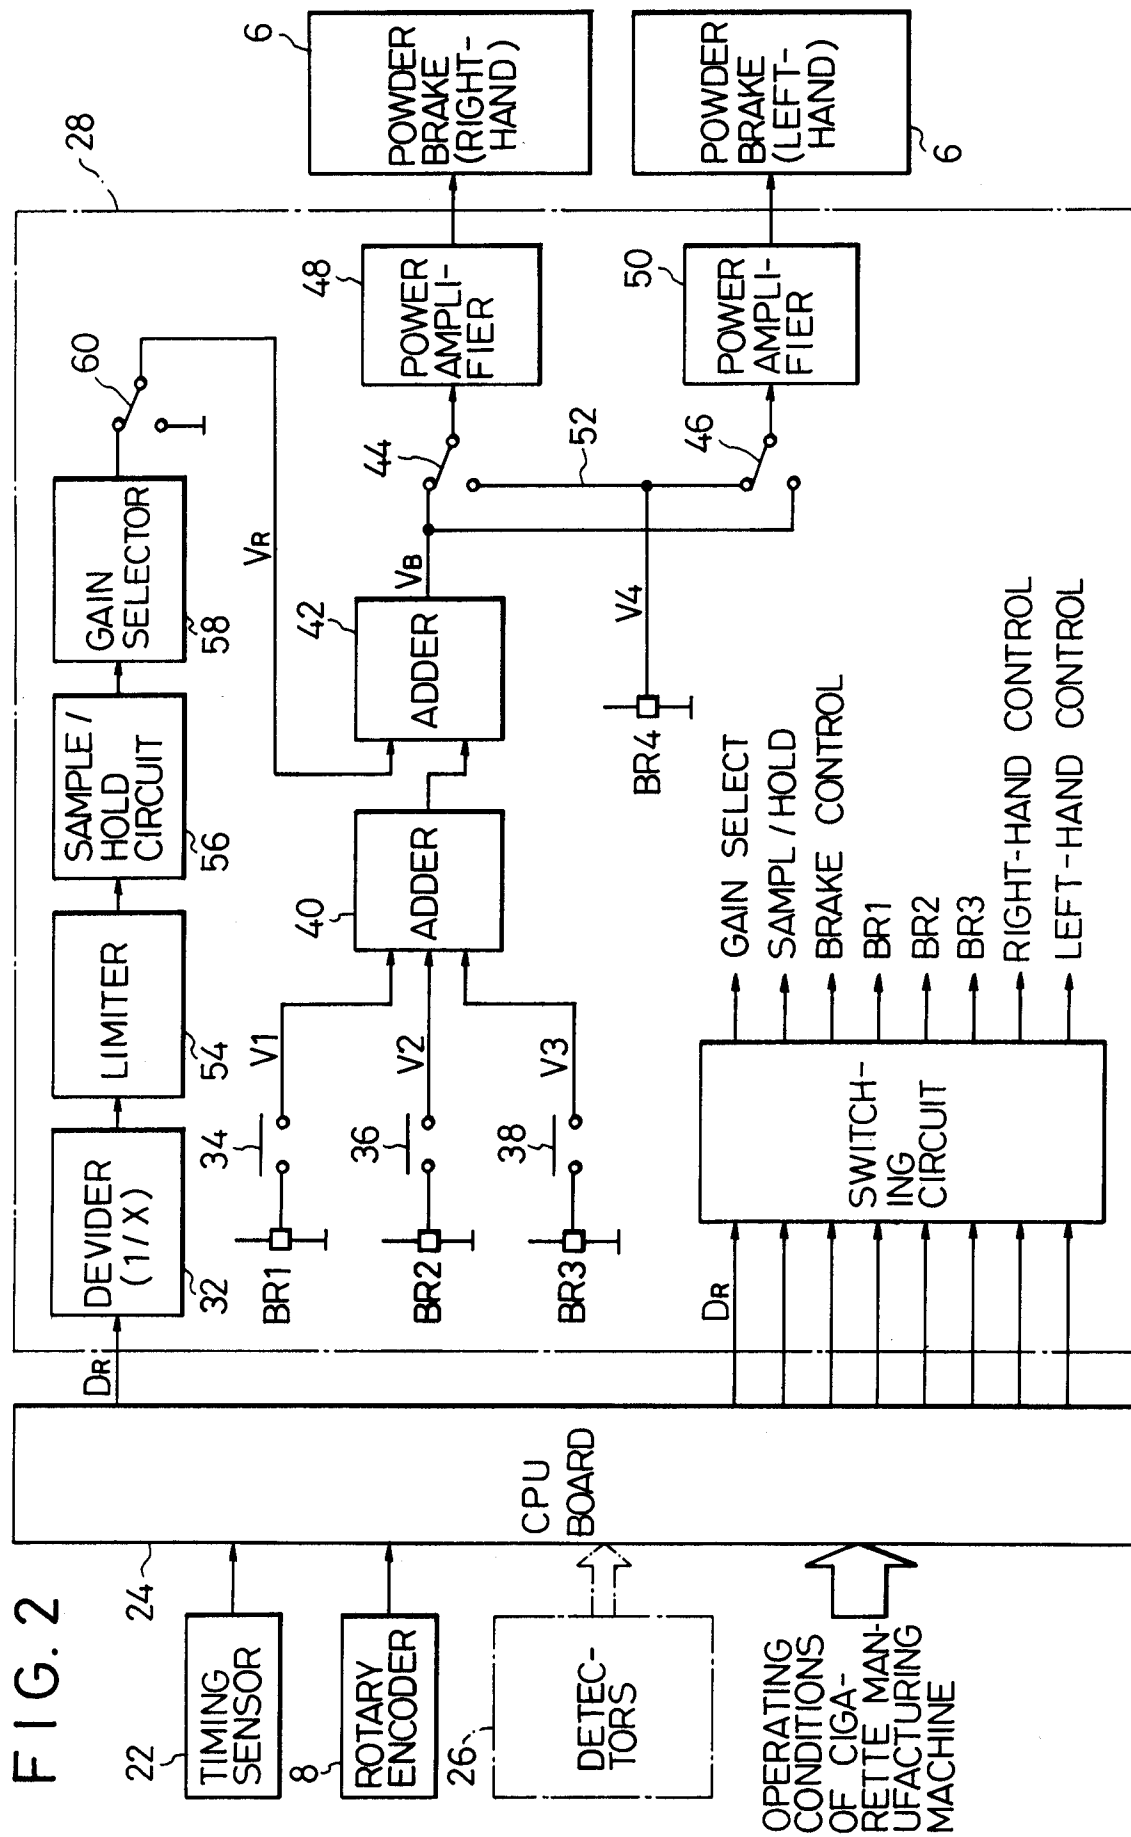 FIG. 2
22
TIMING
SENSOR
8
ROTARY
ENCODER
26
DETEC-
TORS
OPERATING
CONDITIONS
OF CIGA-
RETTE MAN-
UFACTURING
MACHINE
24
CPU
BOARD
28
DR
DEVIDER
(1/X)
32
LIMITER
54
SAMPLE/
HOLD
CIRCUIT
56
GAIN
SELECTOR
58
60
VR
BR1
34
V1
BR2
36
V2
BR3
38
V3
40
ADDER
42
ADDER
VB
44
48
POWER
AMPLI-
FIER
6
POWDER
BRAKE
(RIGHT-
HAND)
52
BR4
V4
46
50
POWER
AMPLI-
FIER
POWDER
BRAKE
(LEFT-
HAND)
6
DR
SWITCH-
ING
CIRCUIT
GAIN SELECT
SAMPL/HOLD
BRAKE CONTROL
BR1
BR2
BR3
RIGHT-HAND CONTROL
LEFT-HAND CONTROL